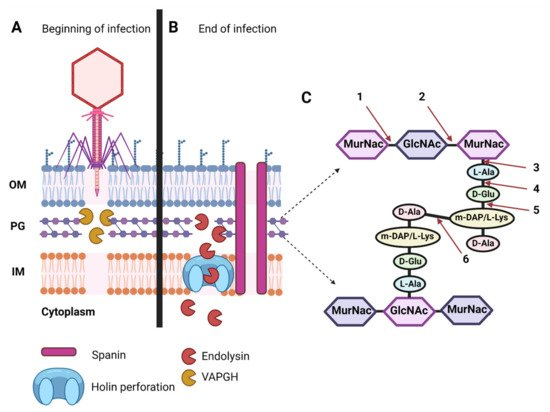 A Beginning of infection
B End of infection
C
OM
PG
IM
Cytoplasm
1 2
MurNac GlcNAc MurNac
3
L-Ala
4
D-Glu
5
D-Ala m-DAP/L-Lys
m-DAP/L-Lys D-Ala
6
D-Glu
L-Ala
MurNac GlcNAc MurNac
Spanin
Holin perforation
Endolysin
VAPGH